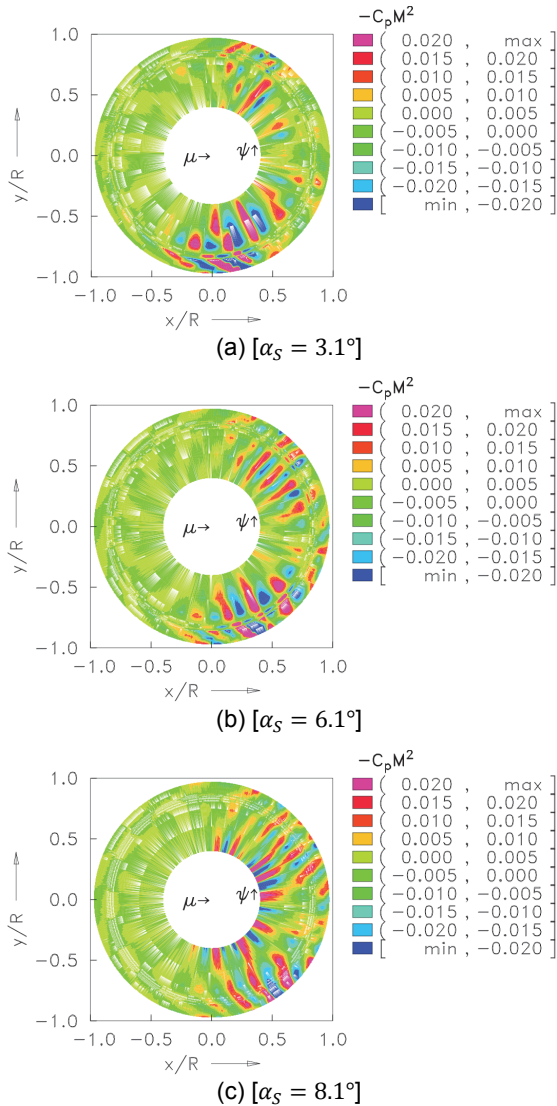 −CₚM²
( 0.020 , max ]
( 0.015 , 0.020 ]
( 0.010 , 0.015 ]
( 0.005 , 0.010 ]
( 0.000 , 0.005 ]
( −0.005 , 0.000 ]
( −0.010 , −0.005 ]
( −0.015 , −0.010 ]
( −0.020 , −0.015 ]
[ min , −0.020 ]
1.0
0.5
0.0
−0.5
−1.0
y/R
μ→ ψ↑
−1.0 −0.5 0.0 0.5 1.0
x/R
(a) [α_S = 3.1°]
−CₚM²
( 0.020 , max ]
( 0.015 , 0.020 ]
( 0.010 , 0.015 ]
( 0.005 , 0.010 ]
( 0.000 , 0.005 ]
( −0.005 , 0.000 ]
( −0.010 , −0.005 ]
( −0.015 , −0.010 ]
( −0.020 , −0.015 ]
[ min , −0.020 ]
1.0
0.5
0.0
−0.5
−1.0
y/R
μ→ ψ↑
−1.0 −0.5 0.0 0.5 1.0
x/R
(b) [α_S = 6.1°]
−CₚM²
( 0.020 , max ]
( 0.015 , 0.020 ]
( 0.010 , 0.015 ]
( 0.005 , 0.010 ]
( 0.000 , 0.005 ]
( −0.005 , 0.000 ]
( −0.010 , −0.005 ]
( −0.015 , −0.010 ]
( −0.020 , −0.015 ]
[ min , −0.020 ]
1.0
0.5
0.0
−0.5
−1.0
y/R
μ→ ψ↑
−1.0 −0.5 0.0 0.5 1.0
x/R
(c) [α_S = 8.1°]